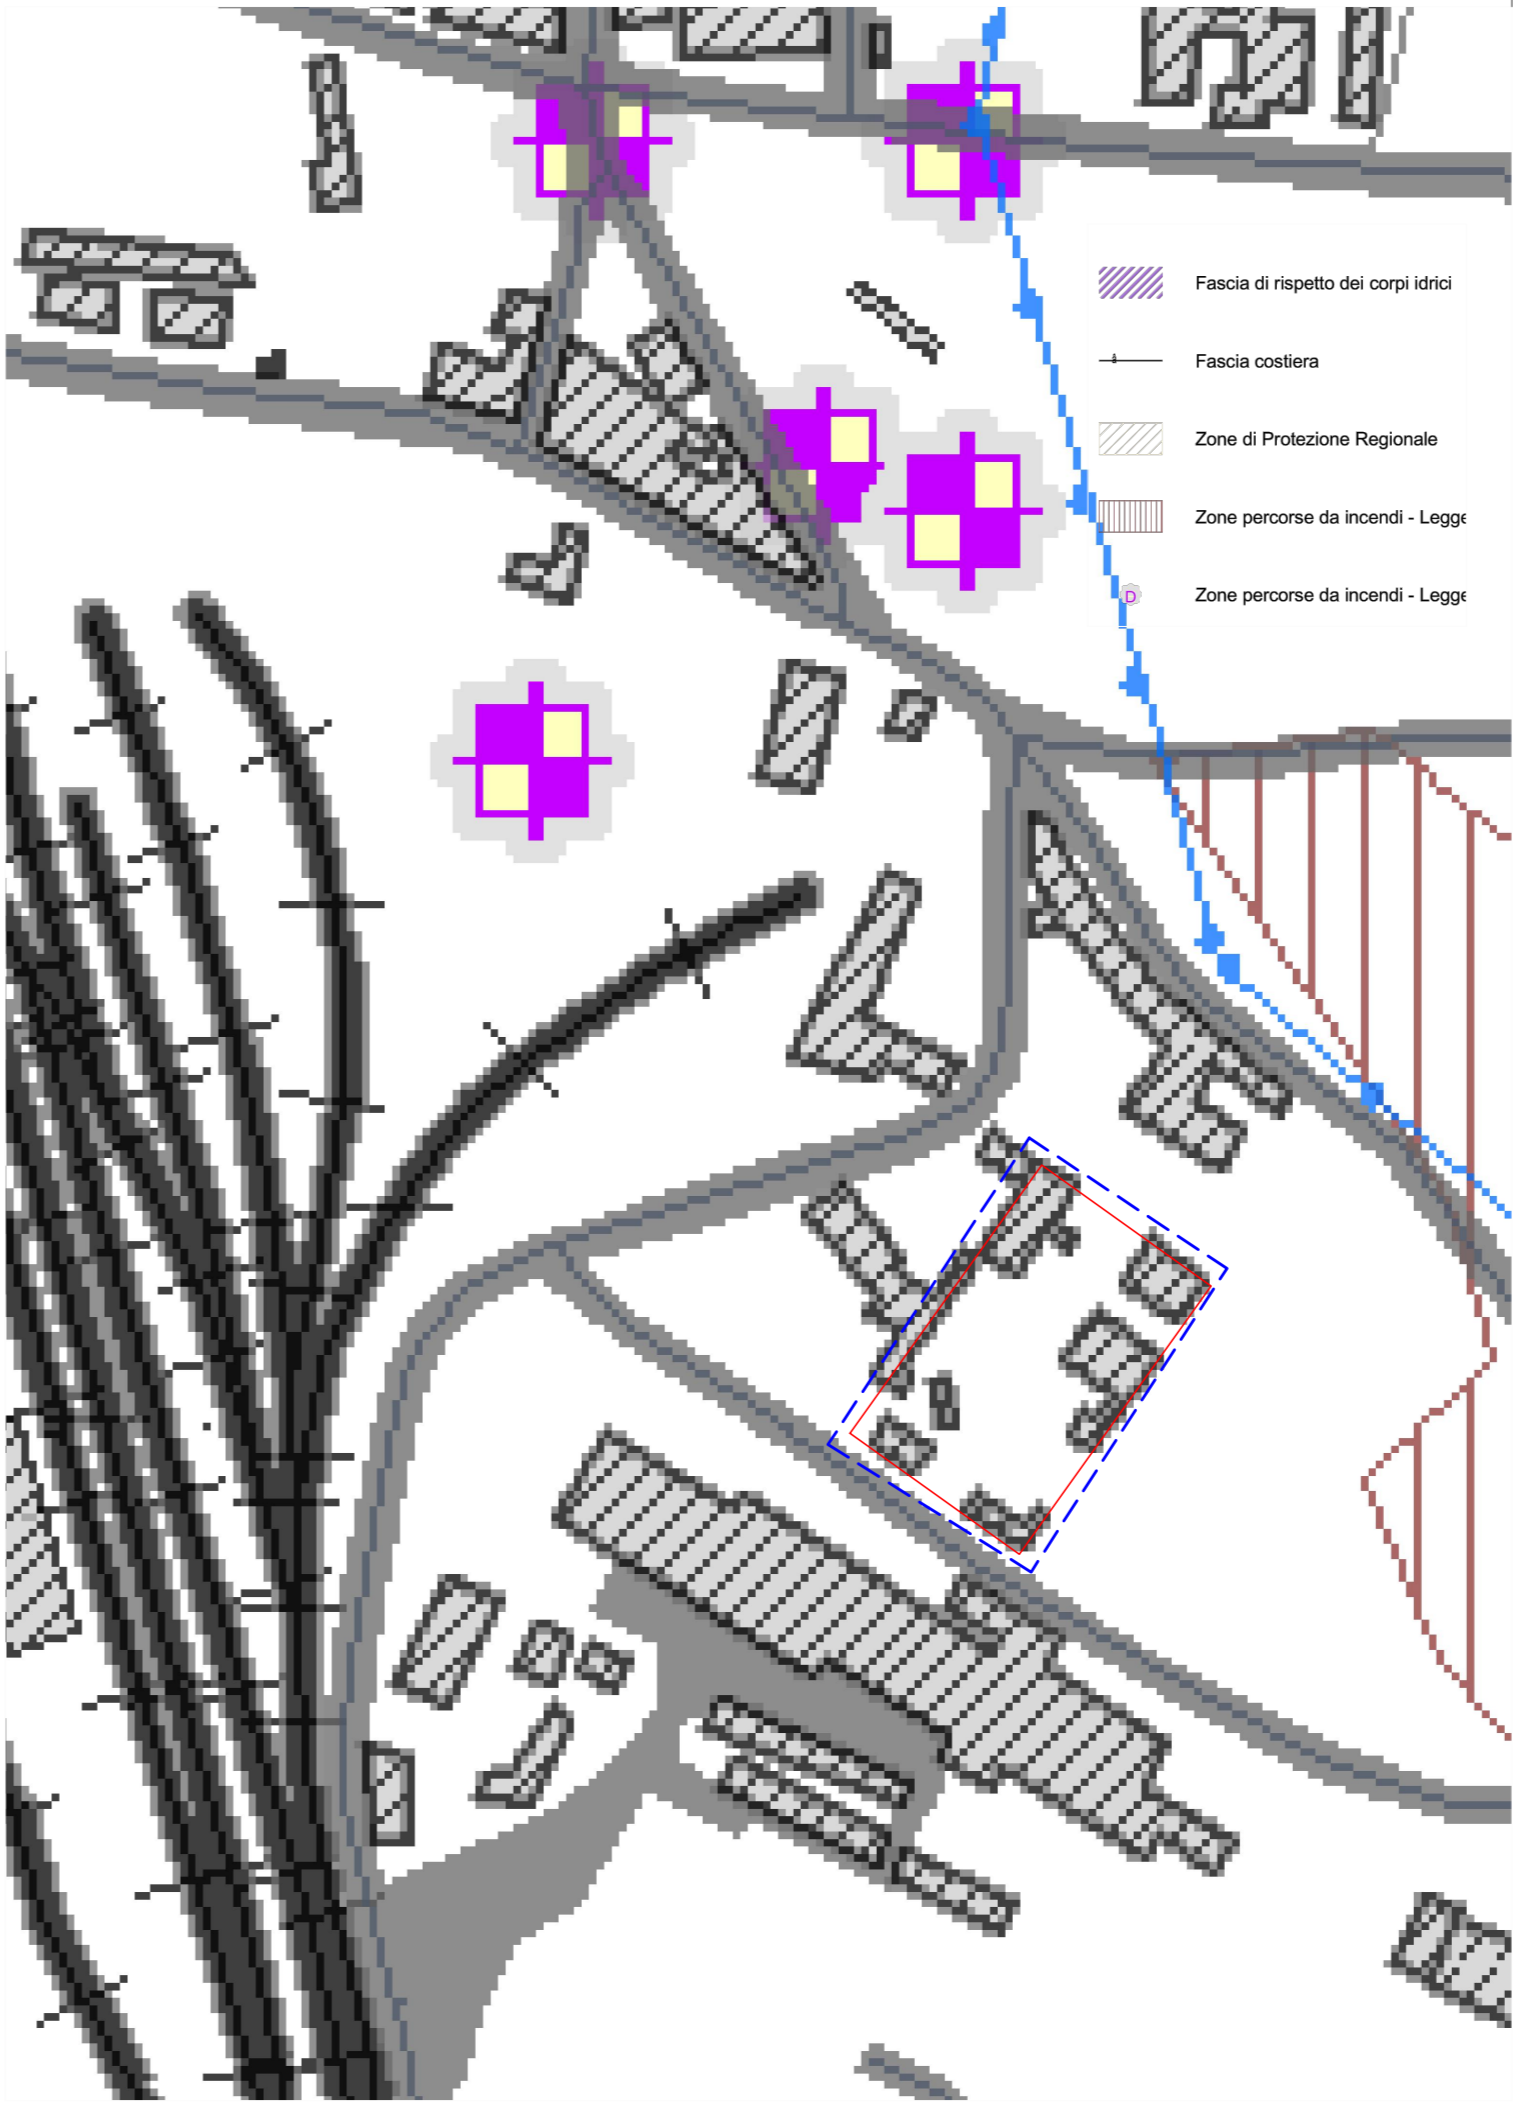 Fascia di rispetto dei corpi idrici
Fascia costiera
Zone di Protezione Regionale
Zone percorse da incendi - Legge
D Zone percorse da incendi - Legge